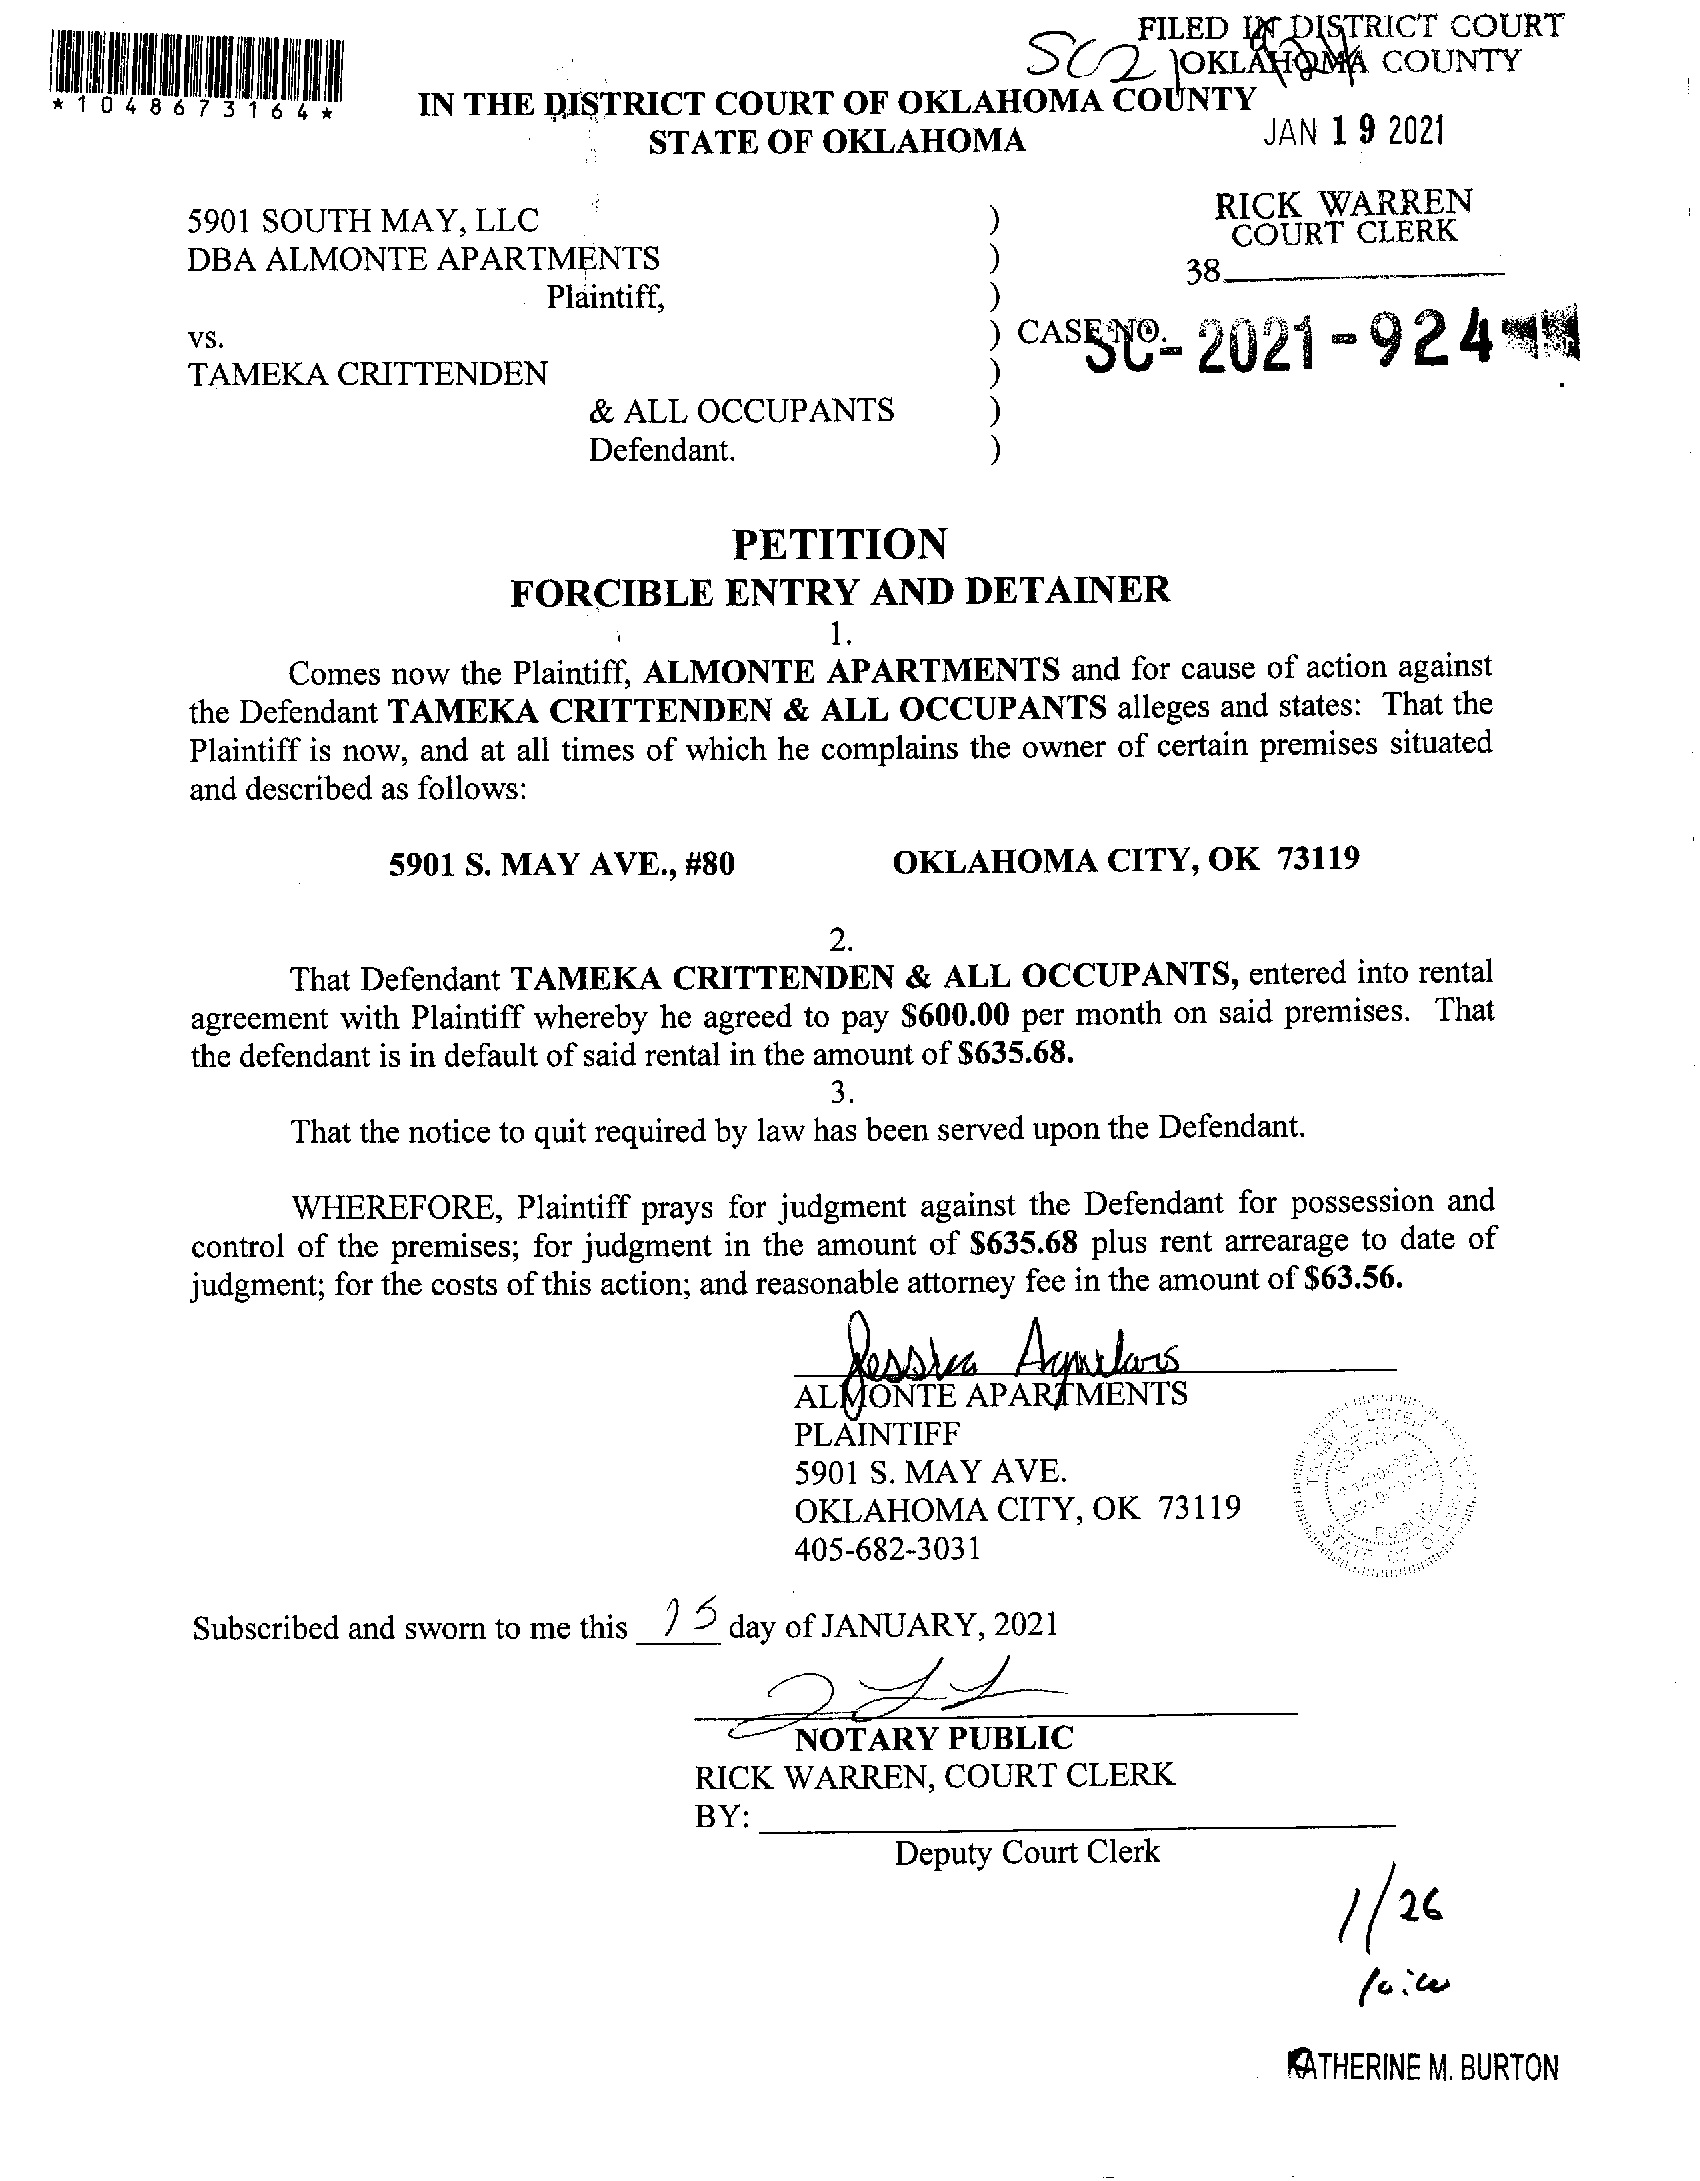 FILED IN DISTRICT COURT
OKLAHOMA COUNTY
SC21 924
*1048673164*
IN THE DISTRICT COURT OF OKLAHOMA COUNTY
STATE OF OKLAHOMA
JAN 19 2021
RICK WARREN
COURT CLERK
38
5901 SOUTH MAY, LLC )
DBA ALMONTE APARTMENTS )
Plaintiff, )
vs. ) CASE NO. SC-2021-924
TAMEKA CRITTENDEN )
& ALL OCCUPANTS )
Defendant. )
PETITION
FORCIBLE ENTRY AND DETAINER
1.
Comes now the Plaintiff, ALMONTE APARTMENTS and for cause of action against
the Defendant TAMEKA CRITTENDEN & ALL OCCUPANTS alleges and states: That the
Plaintiff is now, and at all times of which he complains the owner of certain premises situated
and described as follows:
5901 S. MAY AVE., #80 OKLAHOMA CITY, OK 73119
2.
That Defendant TAMEKA CRITTENDEN & ALL OCCUPANTS, entered into rental
agreement with Plaintiff whereby he agreed to pay $600.00 per month on said premises. That
the defendant is in default of said rental in the amount of $635.68.
3.
That the notice to quit required by law has been served upon the Defendant.
WHEREFORE, Plaintiff prays for judgment against the Defendant for possession and
control of the premises; for judgment in the amount of $635.68 plus rent arrearage to date of
judgment; for the costs of this action; and reasonable attorney fee in the amount of $63.56.
Jessica
ALMONTE APARTMENTS
PLAINTIFF
5901 S. MAY AVE.
OKLAHOMA CITY, OK 73119
405-682-3031
Subscribed and sworn to me this 15 day of JANUARY, 2021
NOTARY PUBLIC
RICK WARREN, COURT CLERK
BY:
Deputy Court Clerk
1/26
KATHERINE M. BURTON